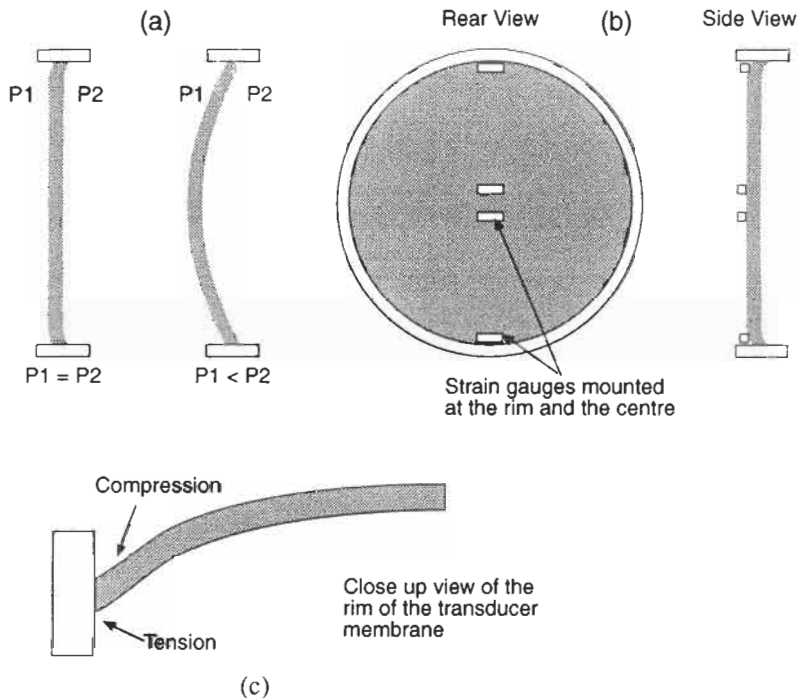 (a)
Rear View
(b)
Side View
P1
P2
P1
P2
P1 = P2
P1 < P2
Strain gauges mounted
at the rim and the centre
Compression
Close up view of the
rim of the transducer
membrane
Tension
(c)